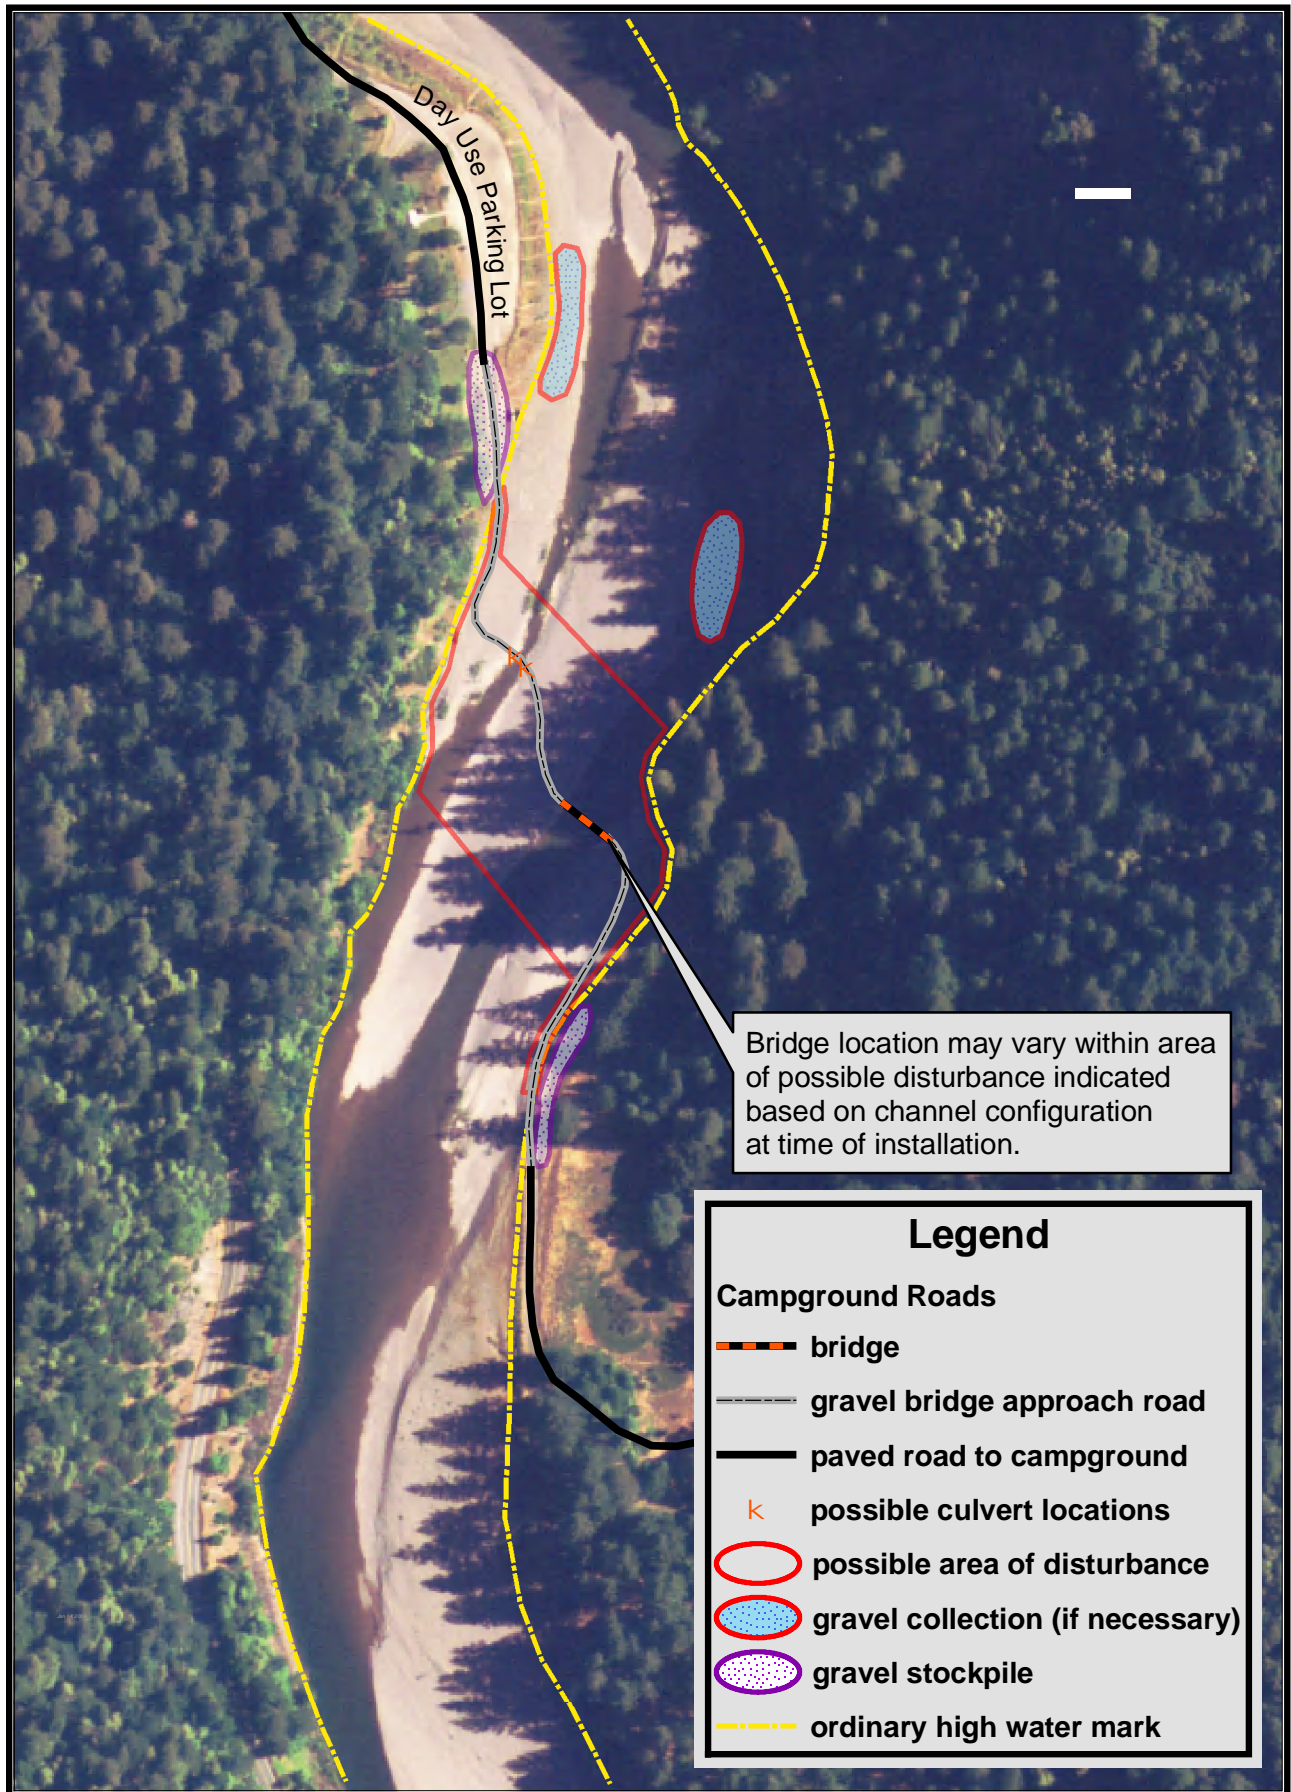 Day Use Parking Lot
k
k
Bridge location may vary within area
of possible disturbance indicated
based on channel configuration
at time of installation.
Legend
Campground Roads
bridge
gravel bridge approach road
paved road to campground
k possible culvert locations
possible area of disturbance
gravel collection (if necessary)
gravel stockpile
ordinary high water mark